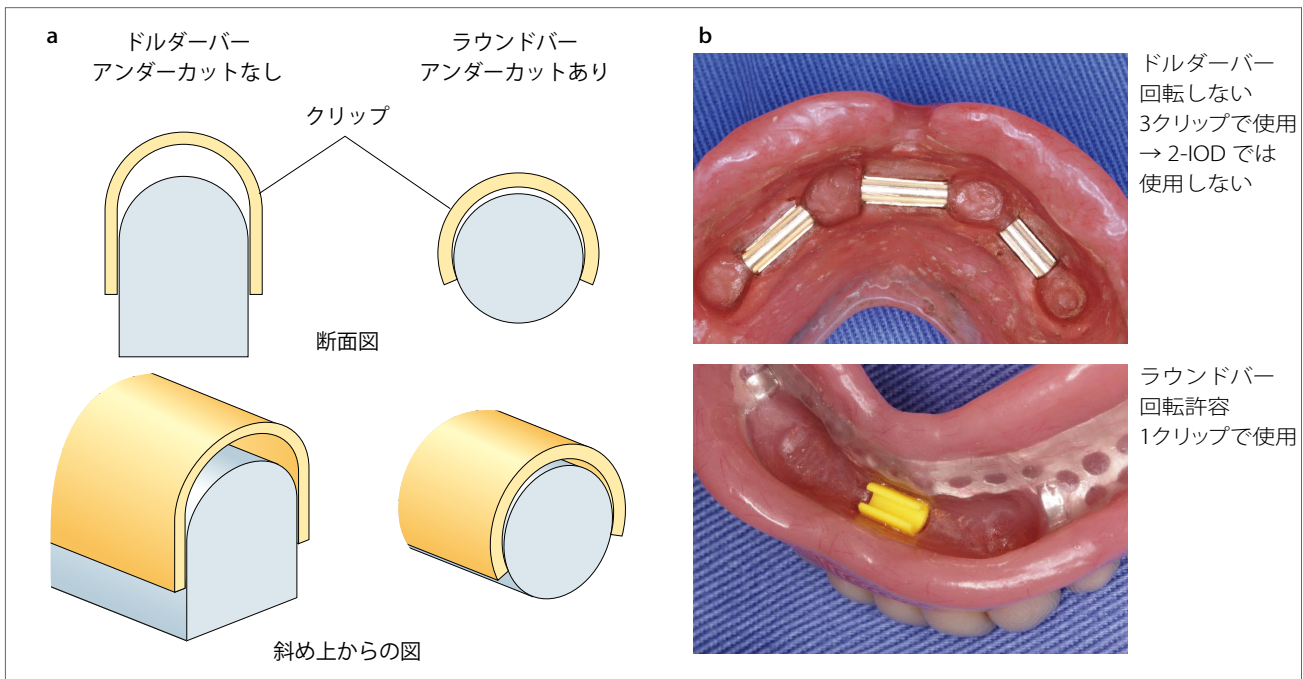 a
ドルダーバー
アンダーカットなし
ラウンドバー
アンダーカットあり
クリップ
断面図
斜め上からの図
b
ドルダーバー
回転しない
3クリップで使用
→ 2-IOD では
使用しない
ラウンドバー
回転許容
1クリップで使用